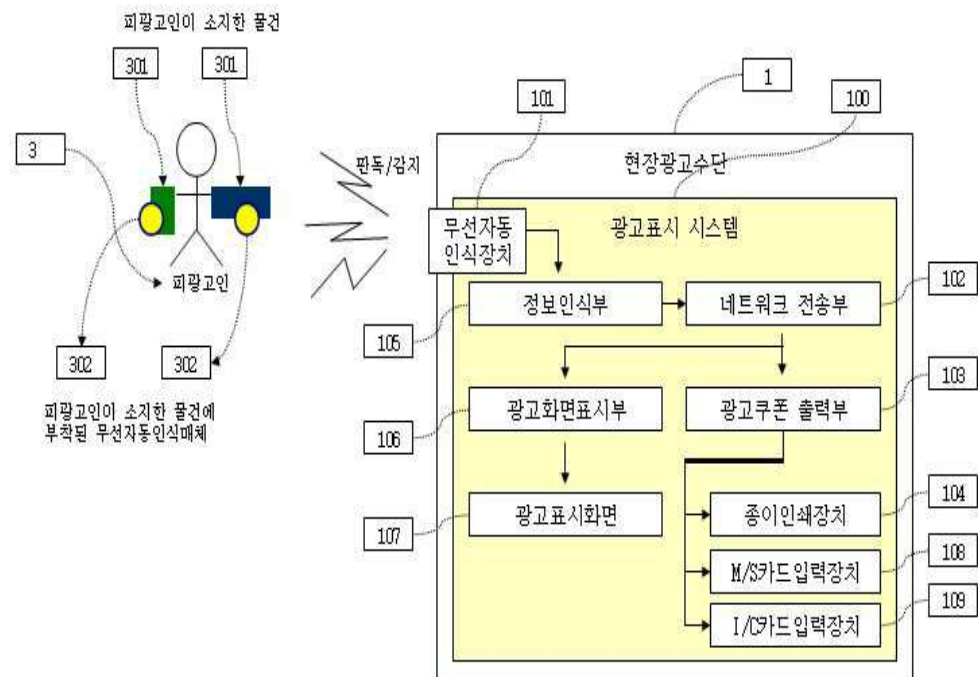 피광고인이 소지한 물건
301
301
3
피광고인
302
302
피광고인이 소지한 물건에
부착된 무선자동인식매체
판독/감지
101
1
100
현장광고수단
광고표시 시스템
무선자동
인식장치
정보인식부
네트워크 전송부
102
105
광고화면표시부
광고쿠폰 출력부
103
106
광고표시화면
종이인쇄장치
104
107
M/S카드입력장치
108
I/C카드입력장치
109